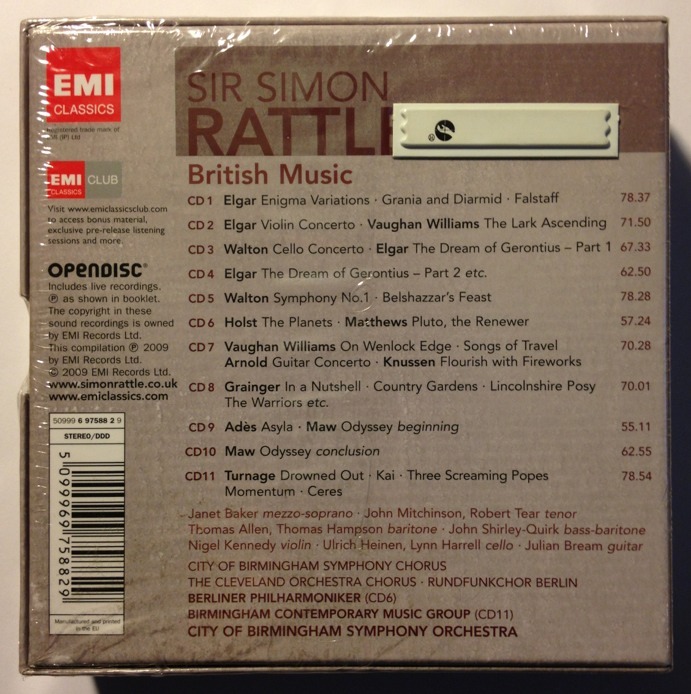 EMI
CLASSICS
Registered trade mark of
(IP) Ltd
EMI
CLASSICS
CLUB
Visit www.emiclassicsclub.com
to access bonus material,
exclusive pre-release listening
sessions and more.
OPENDISC®
Includes live recordings.
℗ as shown in booklet.
The copyright in these
sound recordings is owned
by EMI Records Ltd.
This compilation ℗ 2009
by EMI Records Ltd.
© 2009 EMI Records Ltd.
www.simonrattle.co.uk
www.emiclassics.com
50999 6 97588 2 9
STEREO/DDD
5 099969 758829
Manufactured and printed
in the EU
SIR SIMON
RATTLE
®
British Music
CD 1 Elgar Enigma Variations · Grania and Diarmid · Falstaff 78.37
CD 2 Elgar Violin Concerto · Vaughan Williams The Lark Ascending 71.50
CD 3 Walton Cello Concerto · Elgar The Dream of Gerontius – Part 1 67.33
CD 4 Elgar The Dream of Gerontius – Part 2 etc. 62.50
CD 5 Walton Symphony No.1 · Belshazzar's Feast 78.28
CD 6 Holst The Planets · Matthews Pluto, the Renewer 57.24
CD 7 Vaughan Williams On Wenlock Edge · Songs of Travel 70.28
Arnold Guitar Concerto · Knussen Flourish with Fireworks
CD 8 Grainger In a Nutshell · Country Gardens · Lincolnshire Posy 70.01
The Warriors etc.
CD 9 Adès Asyla · Maw Odyssey beginning 55.11
CD10 Maw Odyssey conclusion 62.55
CD11 Turnage Drowned Out · Kai · Three Screaming Popes 78.54
Momentum · Ceres
Janet Baker mezzo-soprano · John Mitchinson, Robert Tear tenor
Thomas Allen, Thomas Hampson baritone · John Shirley-Quirk bass-baritone
Nigel Kennedy violin · Ulrich Heinen, Lynn Harrell cello · Julian Bream guitar
CITY OF BIRMINGHAM SYMPHONY CHORUS
THE CLEVELAND ORCHESTRA CHORUS · RUNDFUNKCHOR BERLIN
BERLINER PHILHARMONIKER (CD6)
BIRMINGHAM CONTEMPORARY MUSIC GROUP (CD11)
CITY OF BIRMINGHAM SYMPHONY ORCHESTRA